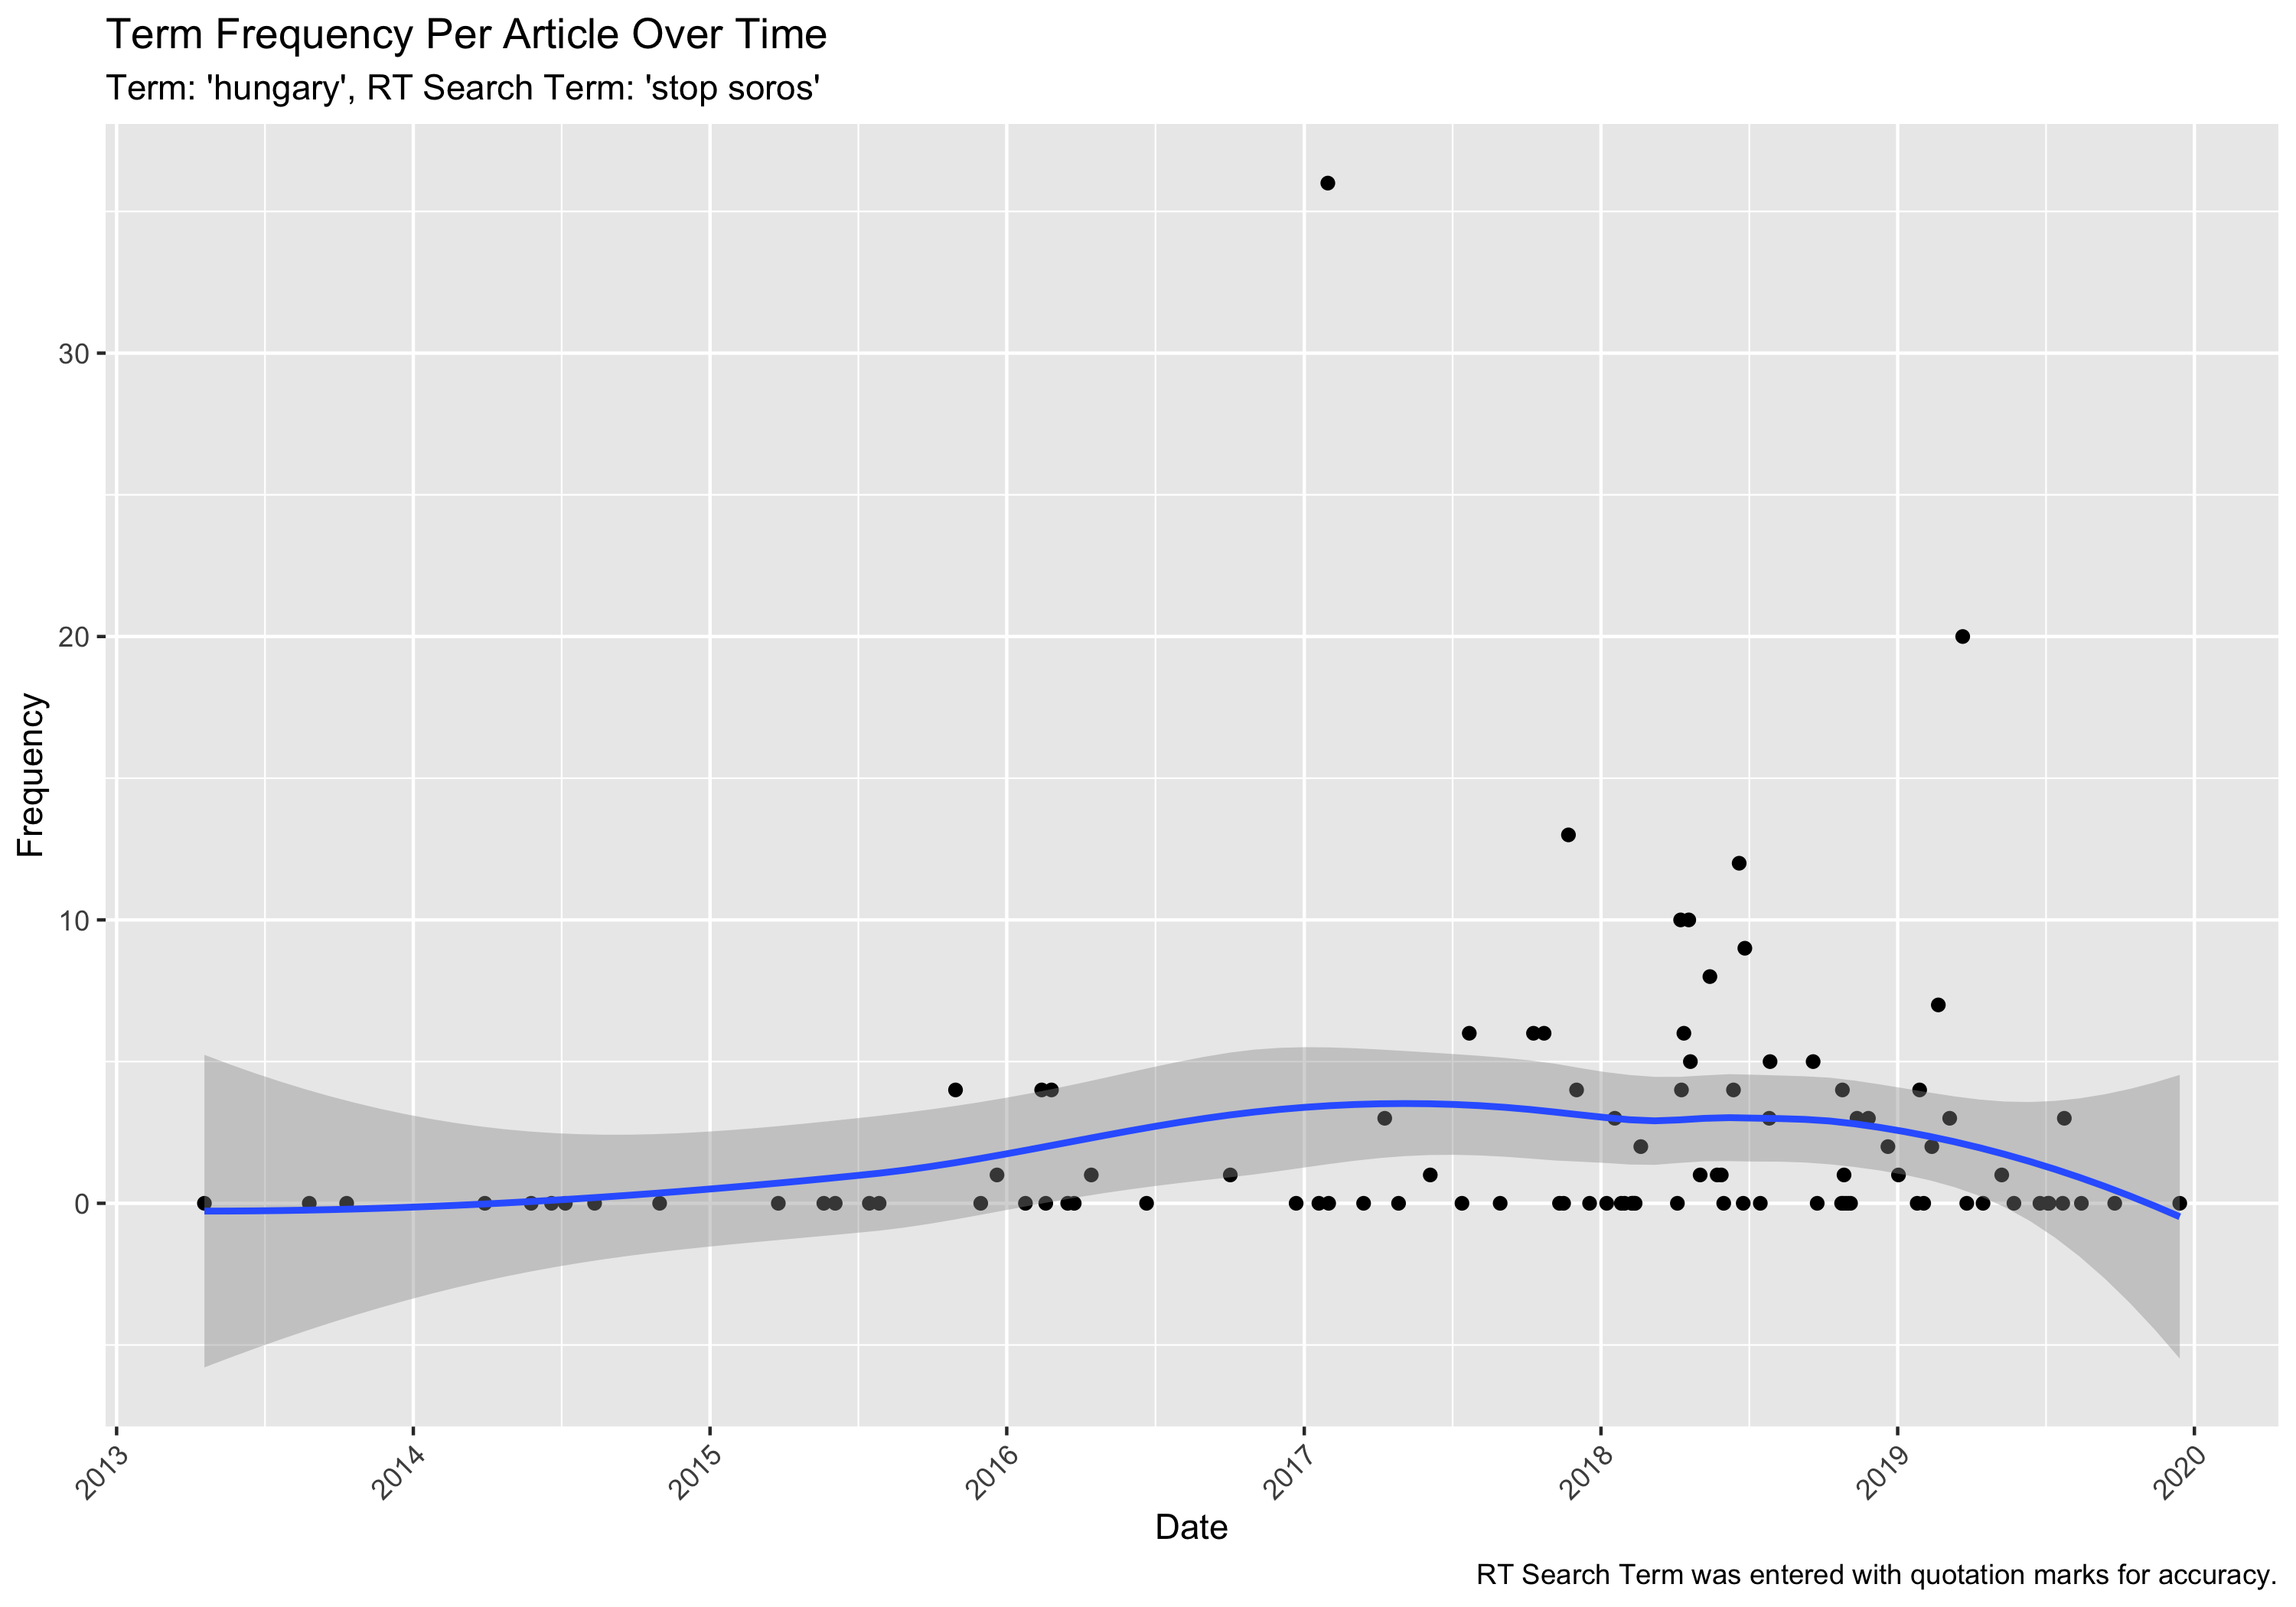 Term Frequency Per Article Over Time
Term: 'hungary', RT Search Term: 'stop soros'
Frequency
30
20
10
0
2013
2014
2015
2016
2017
2018
2019
2020
Date
RT Search Term was entered with quotation marks for accuracy.